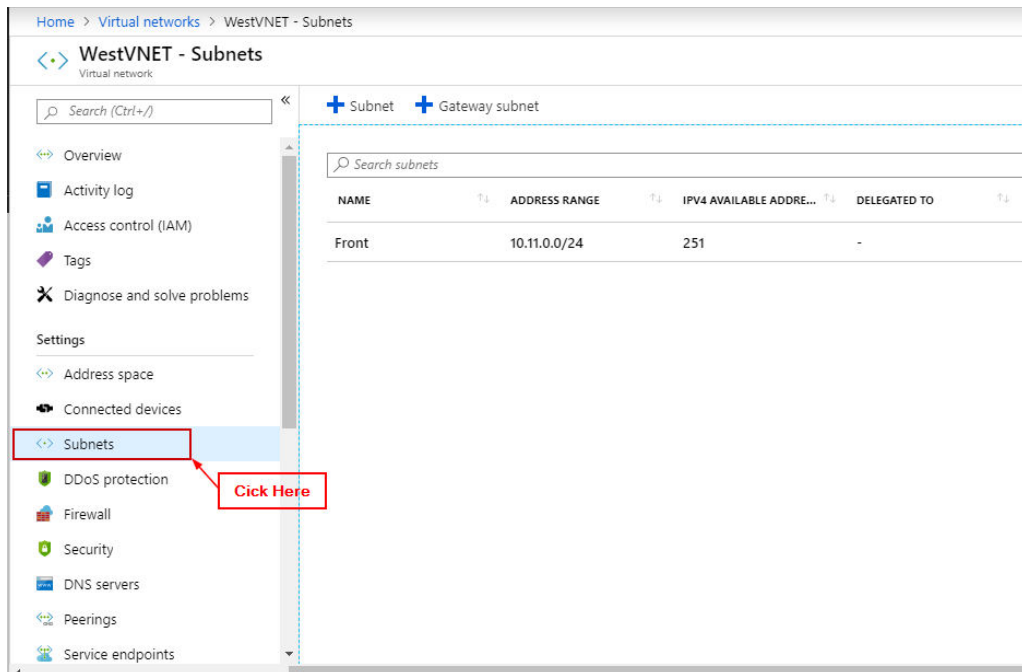 Home > Virtual networks > WestVNET - Subnets
WestVNET - Subnets
Virtual network
Search (Ctrl+/)
«
Overview
Activity log
Access control (IAM)
Tags
Diagnose and solve problems
Settings
Address space
Connected devices
Subnets
Cick Here
DDoS protection
Firewall
Security
DNS servers
Peerings
Service endpoints
+ Subnet + Gateway subnet
Search subnets
NAME ADDRESS RANGE IPV4 AVAILABLE ADDRE... DELEGATED TO
Front 10.11.0.0/24 251 -